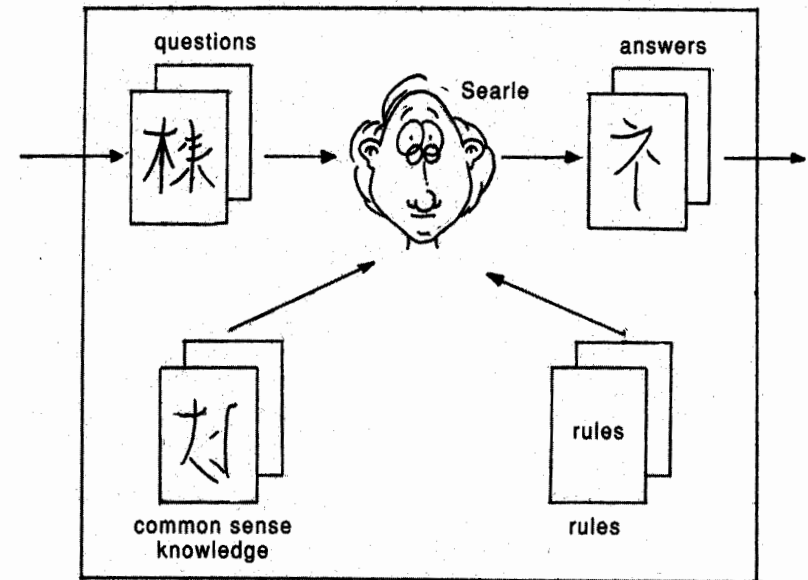 questions
answers
Searle
common sense
knowledge
rules
rules